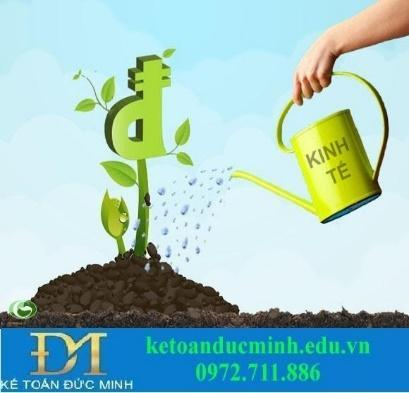 đ
KINH
TẾ
ĐM
KẾ TOÁN ĐỨC MINH
ketoanducminh.edu.vn
0972.711.886